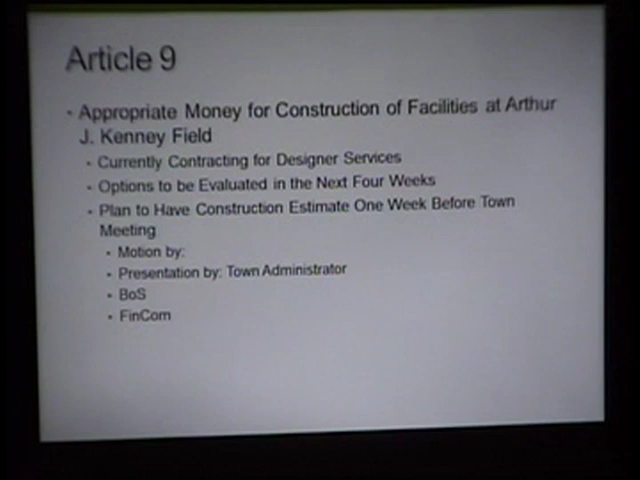 Article 9
• Appropriate Money for Construction of Facilities at Arthur
J. Kenney Field
• Currently Contracting for Designer Services
• Options to be Evaluated in the Next Four Weeks
• Plan to Have Construction Estimate One Week Before Town
Meeting
• Motion by:
• Presentation by: Town Administrator
• BoS
• FinCom